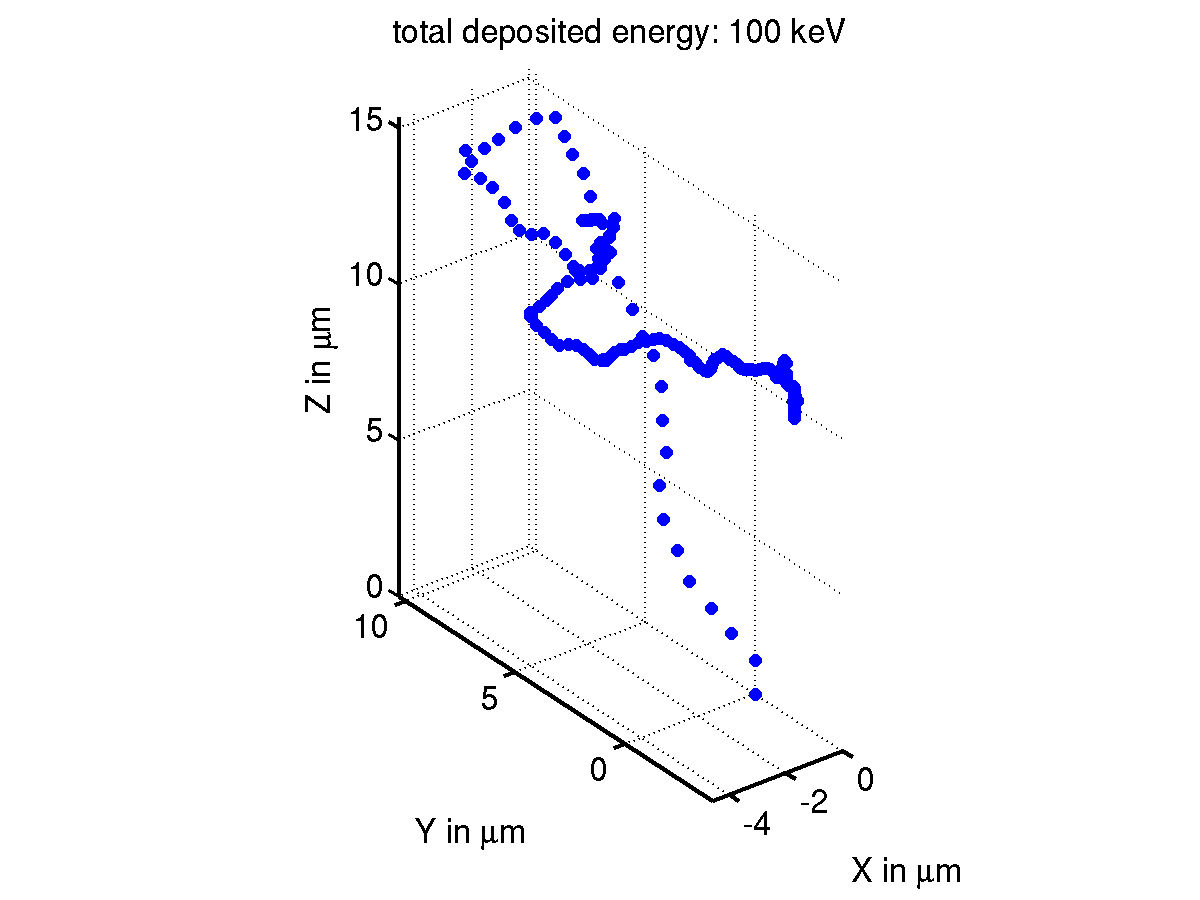 total deposited energy: 100 keV
15
10
5
0
Z in μm
10
5
0
Y in μm
-4
-2
0
X in μm